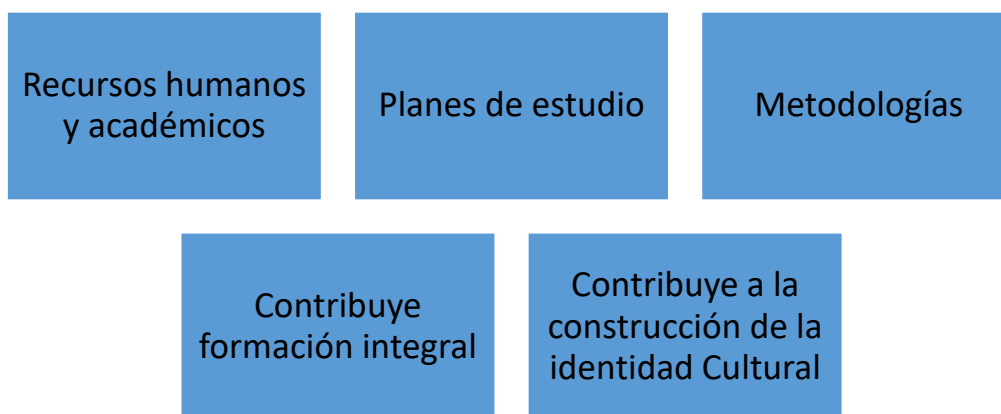 Recursos humanos
y académicos
Planes de estudio
Metodologías
Contribuye
formación integral
Contribuye a la
construcción de la
identidad Cultural